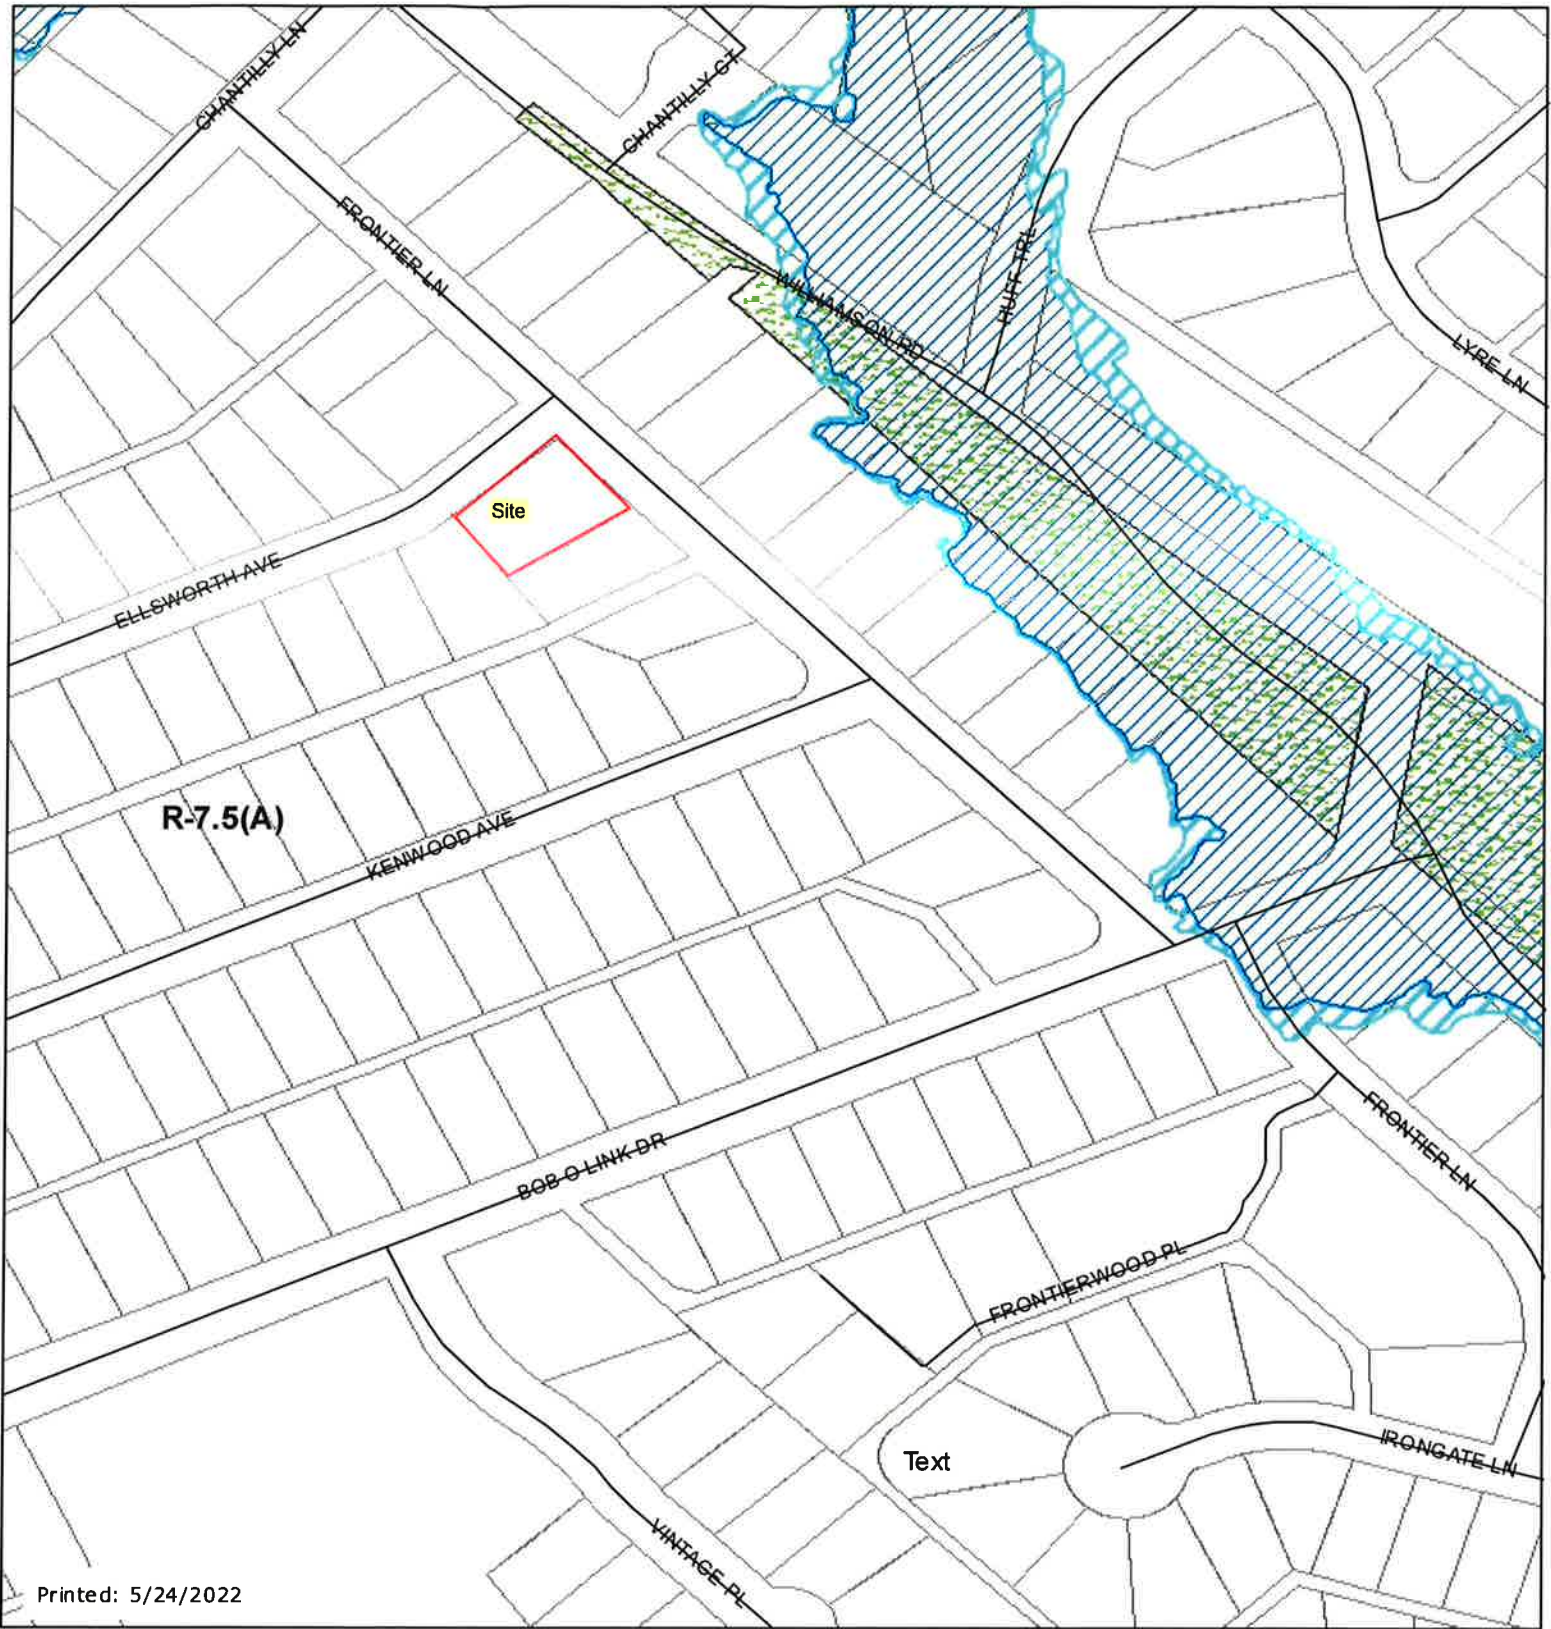 CHANTILLY LN
CHANTILLY CT
FRONTIER LN
HUFF TRL
WILLIAMSON RD
LYRE LN
Site
ELLSWORTH AVE
R-7.5(A)
KENWOOD AVE
FRONTIER LN
BOB O LINK DR
FRONTIERWOOD PL
IRONGATE LN
Text
VINTAGE PL
Printed: 5/24/2022